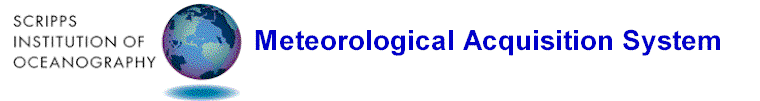 SCRIPPS
INSTITUTION OF
OCEANOGRAPHY
Meteorological Acquisition System